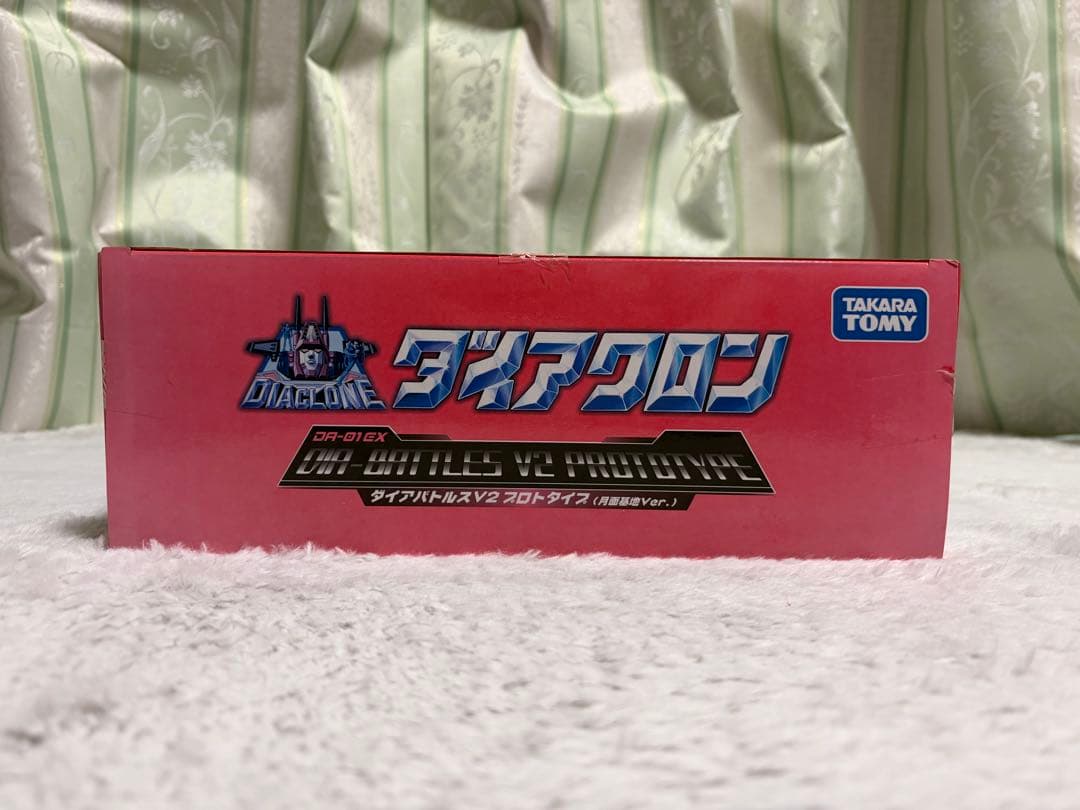 TAKARA
TOMY
DIACLONE
ダイアクロン
DA-01EX
DIA-BATTLES V2 PROTOTYPE
ダイアバトルスV2 プロトタイプ (月面基地Ver.)